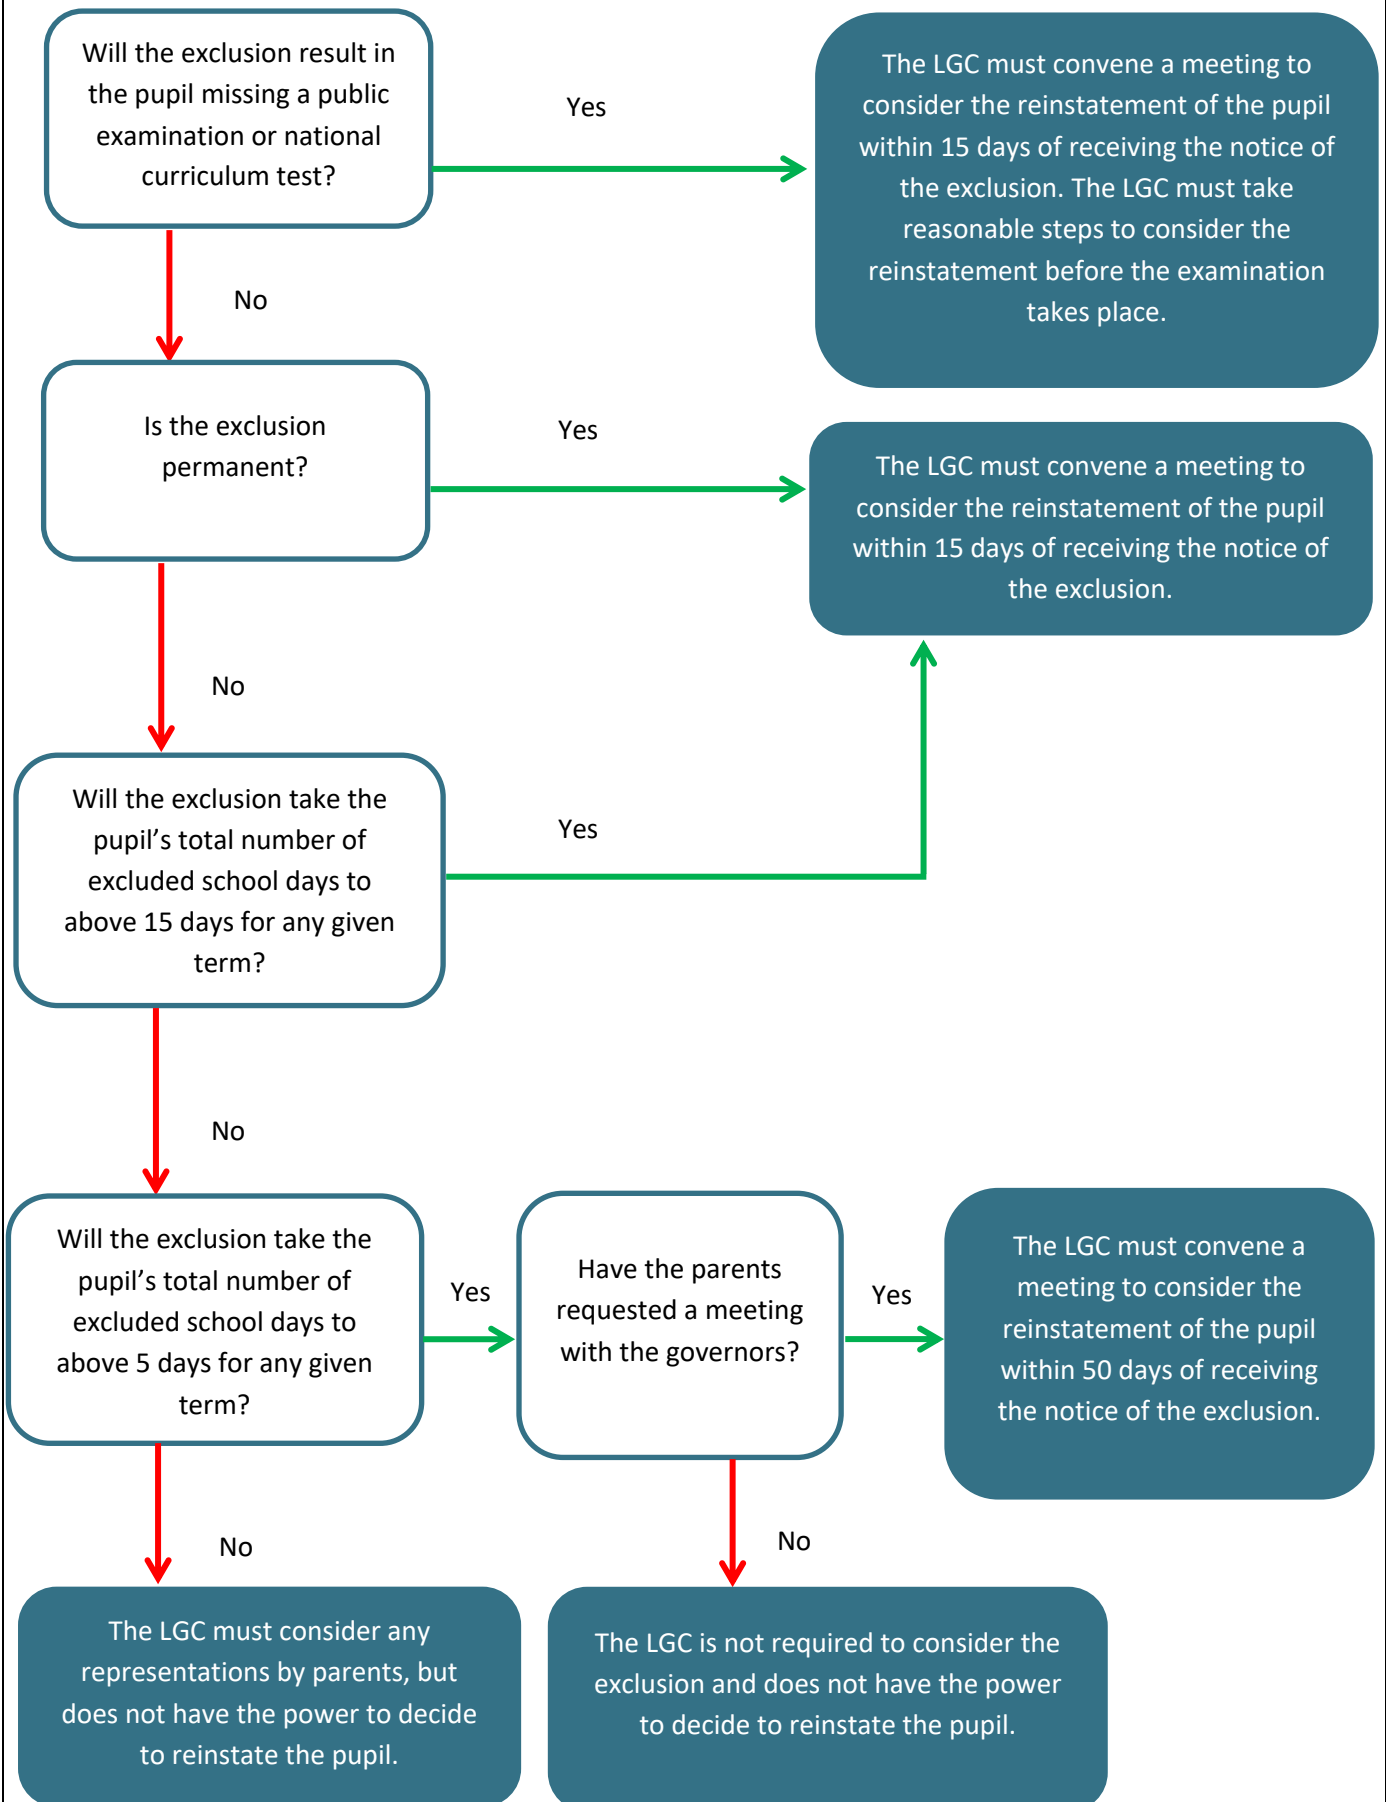 Will the exclusion result in
the pupil missing a public
examination or national
curriculum test?
Yes
The LGC must convene a meeting to
consider the reinstatement of the pupil
within 15 days of receiving the notice of
the exclusion. The LGC must take
reasonable steps to consider the
reinstatement before the examination
takes place.
No
Is the exclusion
permanent?
Yes
The LGC must convene a meeting to
consider the reinstatement of the pupil
within 15 days of receiving the notice of
the exclusion.
No
Will the exclusion take the
pupil’s total number of
excluded school days to
above 15 days for any given
term?
Yes
No
Will the exclusion take the
pupil’s total number of
excluded school days to
above 5 days for any given
term?
Yes
Have the parents
requested a meeting
with the governors?
Yes
The LGC must convene a
meeting to consider the
reinstatement of the pupil
within 50 days of receiving
the notice of the exclusion.
No
No
The LGC must consider any
representations by parents, but
does not have the power to decide
to reinstate the pupil.
The LGC is not required to consider the
exclusion and does not have the power
to decide to reinstate the pupil.